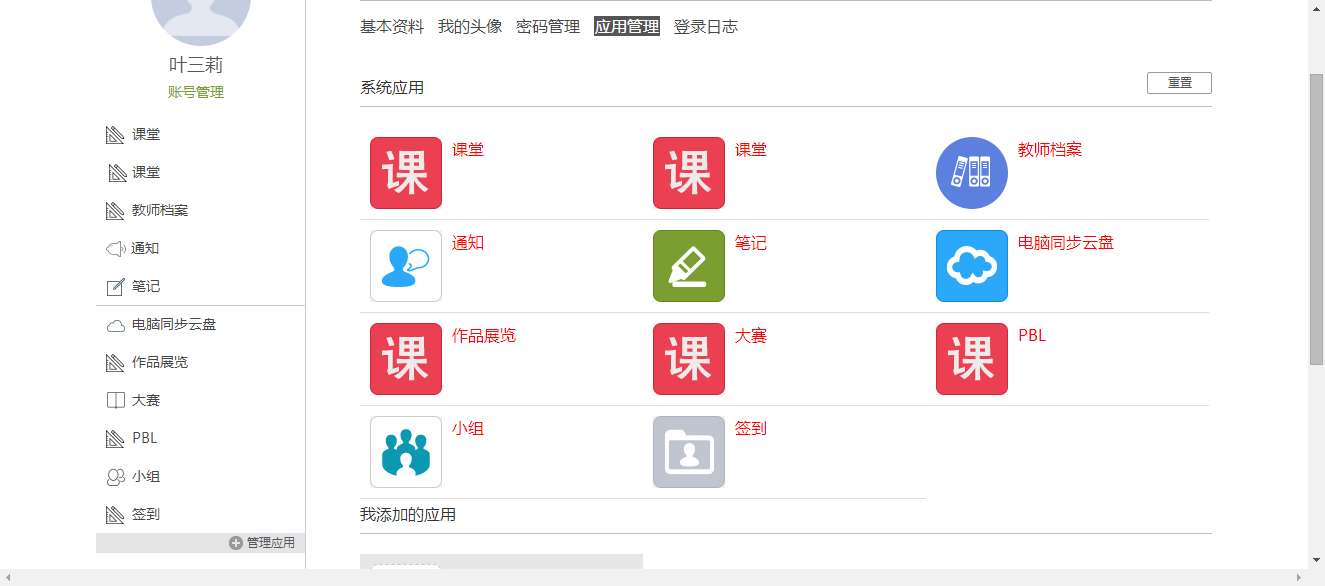 叶三莉
账号管理
课堂
课堂
教师档案
通知
笔记
电脑同步云盘
作品展览
大赛
PBL
小组
签到
管理应用
基本资料 我的头像 密码管理 应用管理 登录日志
系统应用 重置
课 课堂 课 课堂 教师档案
通知 笔记 电脑同步云盘
课 作品展览 课 大赛 课 PBL
小组 签到
我添加的应用